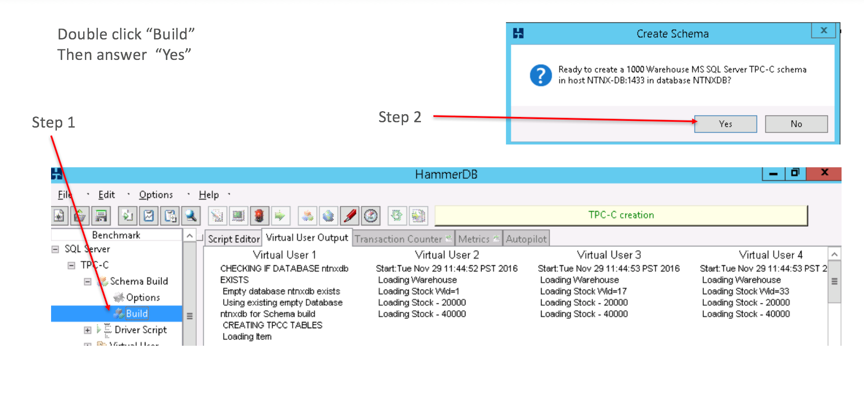 Double click “Build”
Then answer “Yes”
Create Schema
x
Ready to create a 1000 Warehouse MS SQL Server TPC-C schema
in host NTNX-DB:1433 in database NTNXDB?
Yes No
Step 1
Step 2
HammerDB
File Edit Options Help
TPC-C creation
Benchmark
SQL Server
TPC-C
Schema Build
Options
Build
Driver Script
Script Editor Virtual User Output Transaction Counter Metrics Autopilot
Virtual User 1
CHECKING IF DATABASE ntnxdb
EXISTS
Empty database ntnxdb exists
Using existing empty Database
ntnxdb for Schema build
CREATING TPCC TABLES
Loading Item
Virtual User 2
Start:Tue Nov 29 11:44:52 PST 2016
Loading Warehouse
Loading Stock Wid=1
Loading Stock - 20000
Loading Stock - 40000
Virtual User 3
Start:Tue Nov 29 11:44:53 PST 2016
Loading Warehouse
Loading Stock Wid=17
Loading Stock - 20000
Loading Stock - 40000
Virtual User 4
Start:Tue Nov 29 11:44:53 PST 2
Loading Warehouse
Loading Stock Wid=33
Loading Stock - 20000
Loading Stock - 40000